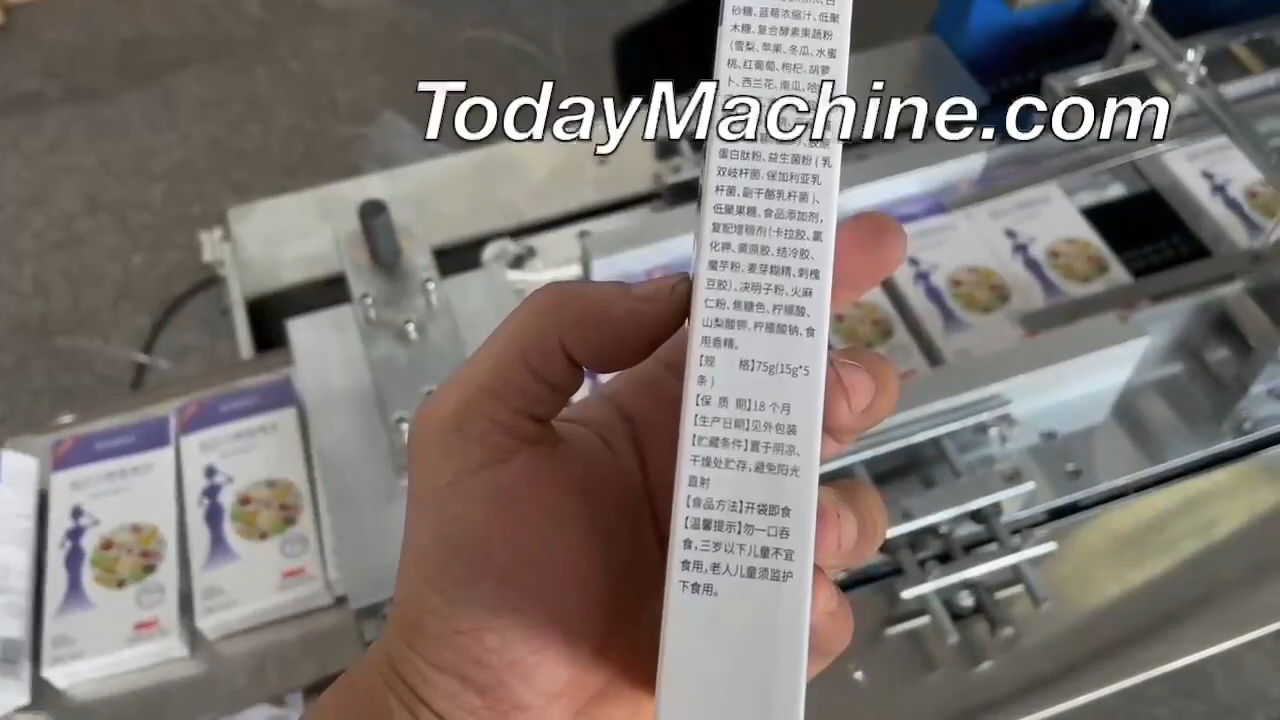 砂糖、蓝莓浓缩汁、低聚
木糖、复合酵素果蔬粉
(雪梨、苹果、冬瓜、水蜜
桃、红葡萄、枸杞、胡萝
卜、西兰花、南瓜、哈
TodayMachine.com
蛋白肽粉、益生菌粉(乳
双岐杆菌、保加利亚乳
杆菌、副干酪乳杆菌)、
低聚果糖、食品添加剂,
复配增稠剂(卡拉胶、氯
化钾、黄原胶、结冷胶、
魔芋粉、麦芽糊精、刺槐
豆胶)、决明子粉、火麻
仁粉、焦糖色、柠檬酸、
山梨酸钾、柠檬酸钠、食
用香精。
【规 格】75g(15g*5
条)
【保 质 期】18个月
【生产日期】见外包装
【贮藏条件】置于阴凉、
干燥处贮存,避免阳光
直射
【食品方法】开袋即食
【温馨提示】勿一口吞
食,三岁以下儿童不宜
食用,老人儿童须监护
下食用。